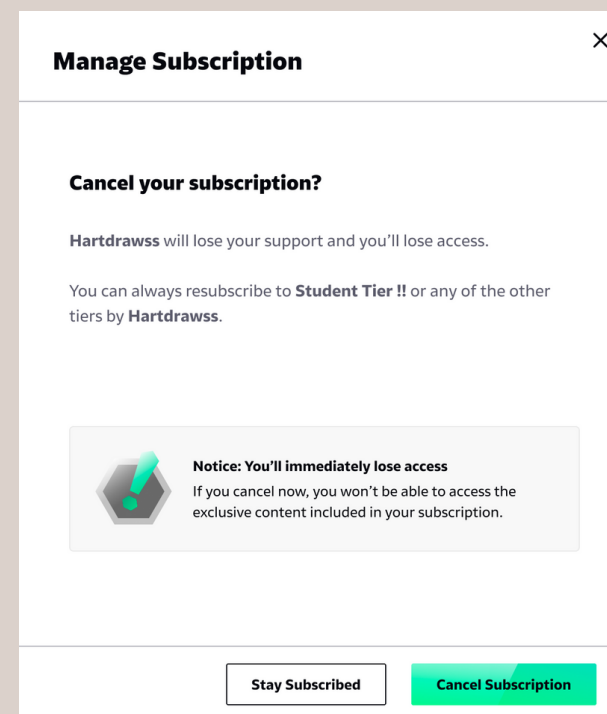 Manage Subscription
Cancel your subscription?
Hartdrawss will lose your support and you’ll lose access.
You can always resubscribe to Student Tier !! or any of the other
tiers by Hartdrawss.
Notice: You’ll immediately lose access
If you cancel now, you won’t be able to access the
exclusive content included in your subscription.
Stay Subscribed
Cancel Subscription